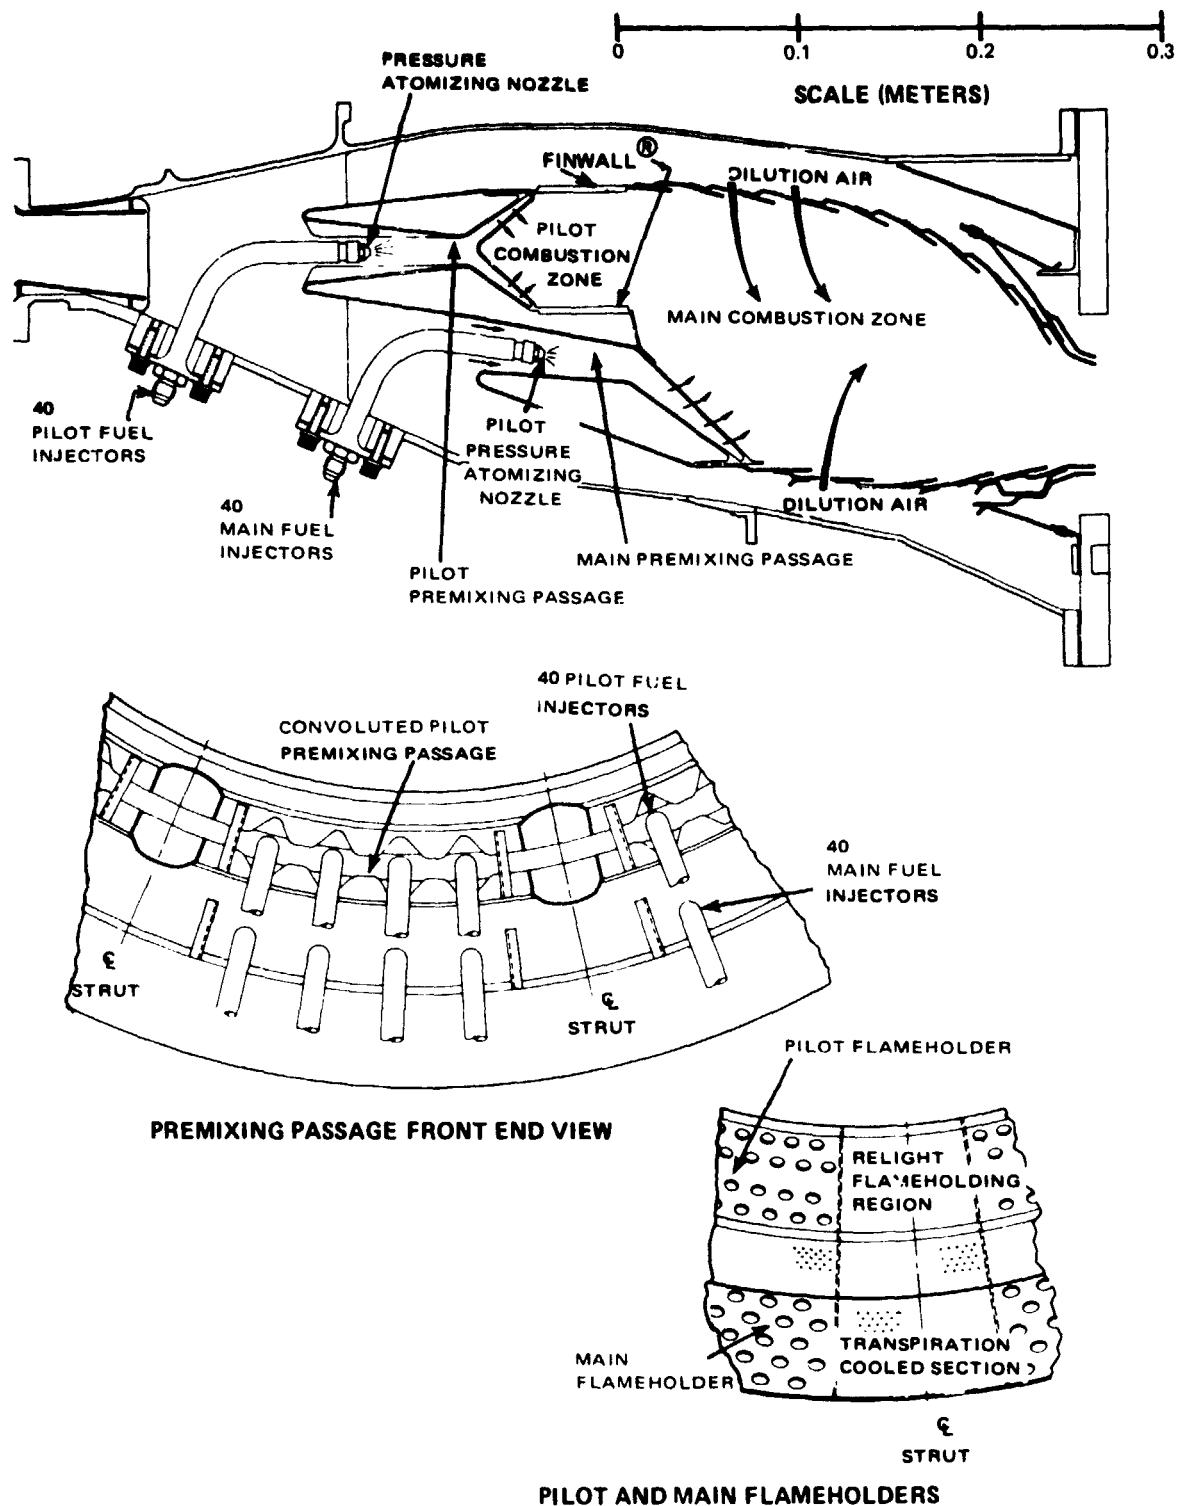 0 0.1 0.2 0.3
SCALE (METERS)
PRESSURE
ATOMIZING NOZZLE
FINWALL ®
DILUTION AIR
PILOT
COMBUSTION
ZONE
MAIN COMBUSTION ZONE
40
PILOT FUEL
INJECTORS
PILOT
PRESSURE
ATOMIZING
NOZZLE
DILUTION AIR
40
MAIN FUEL
INJECTORS
MAIN PREMIXING PASSAGE
PILOT
PREMIXING PASSAGE
40 PILOT FUEL
INJECTORS
CONVOLUTED PILOT
PREMIXING PASSAGE
40
MAIN FUEL
INJECTORS
℄
STRUT
℄
STRUT
PREMIXING PASSAGE FRONT END VIEW
PILOT FLAMEHOLDER
RELIGHT
FLAMEHOLDING
REGION
MAIN
FLAMEHOLDER
TRANSPIRATION
COOLED SECTION
℄
STRUT
PILOT AND MAIN FLAMEHOLDERS